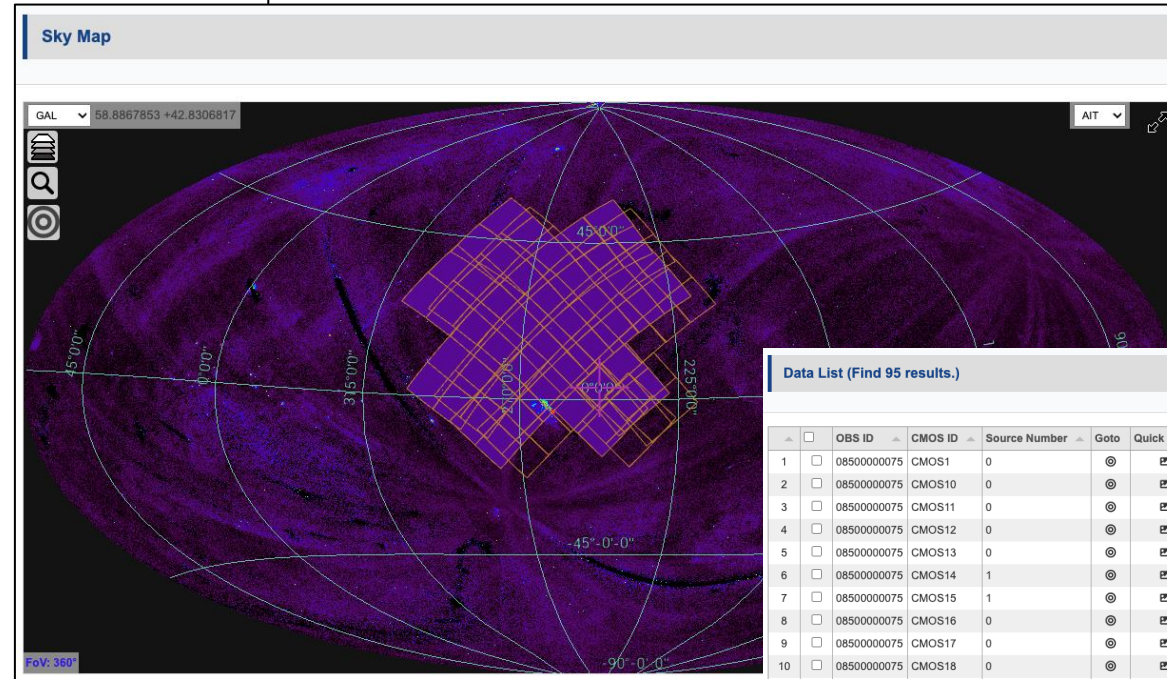 Sky Map
GAL 58.8867853 +42.8306817
AIT
45°0'0"
45°0'0"
0°0'0"
315°0'0"
0°0'0"
225°0'0"
90
-45°-0'-0"
-90°-0'-0"
FoV: 360°
Data List (Find 95 results.)
OBS ID CMOS ID Source Number Goto Quick
1 08500000075 CMOS1 0
2 08500000075 CMOS10 0
3 08500000075 CMOS11 0
4 08500000075 CMOS12 0
5 08500000075 CMOS13 0
6 08500000075 CMOS14 1
7 08500000075 CMOS15 1
8 08500000075 CMOS16 0
9 08500000075 CMOS17 0
10 08500000075 CMOS18 0